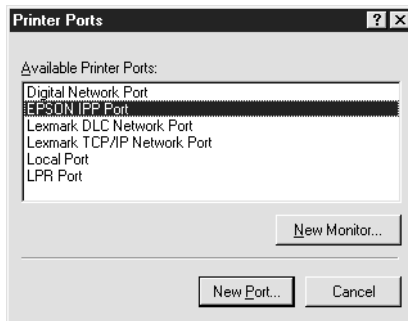 Printer Ports
Available Printer Ports:
Digital Network Port
EPSON IPP Port
Lexmark DLC Network Port
Lexmark TCP/IP Network Port
Local Port
LPR Port
New Monitor...
New Port...
Cancel